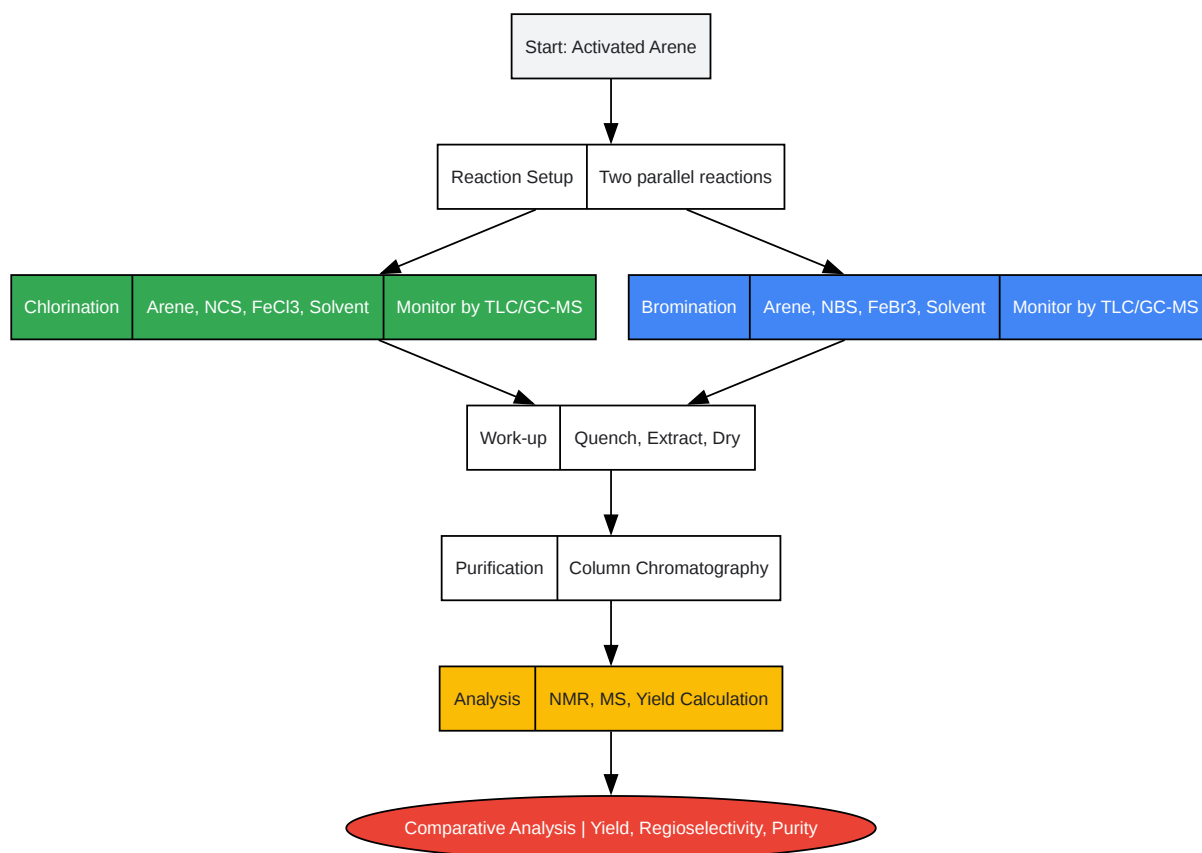 Start: Activated Arene
Reaction Setup
Two parallel reactions
Chlorination
Arene, NCS, FeCl3, Solvent
Monitor by TLC/GC-MS
Bromination
Arene, NBS, FeBr3, Solvent
Monitor by TLC/GC-MS
Work-up
Quench, Extract, Dry
Purification
Column Chromatography
Analysis
NMR, MS, Yield Calculation
Comparative Analysis | Yield, Regioselectivity, Purity